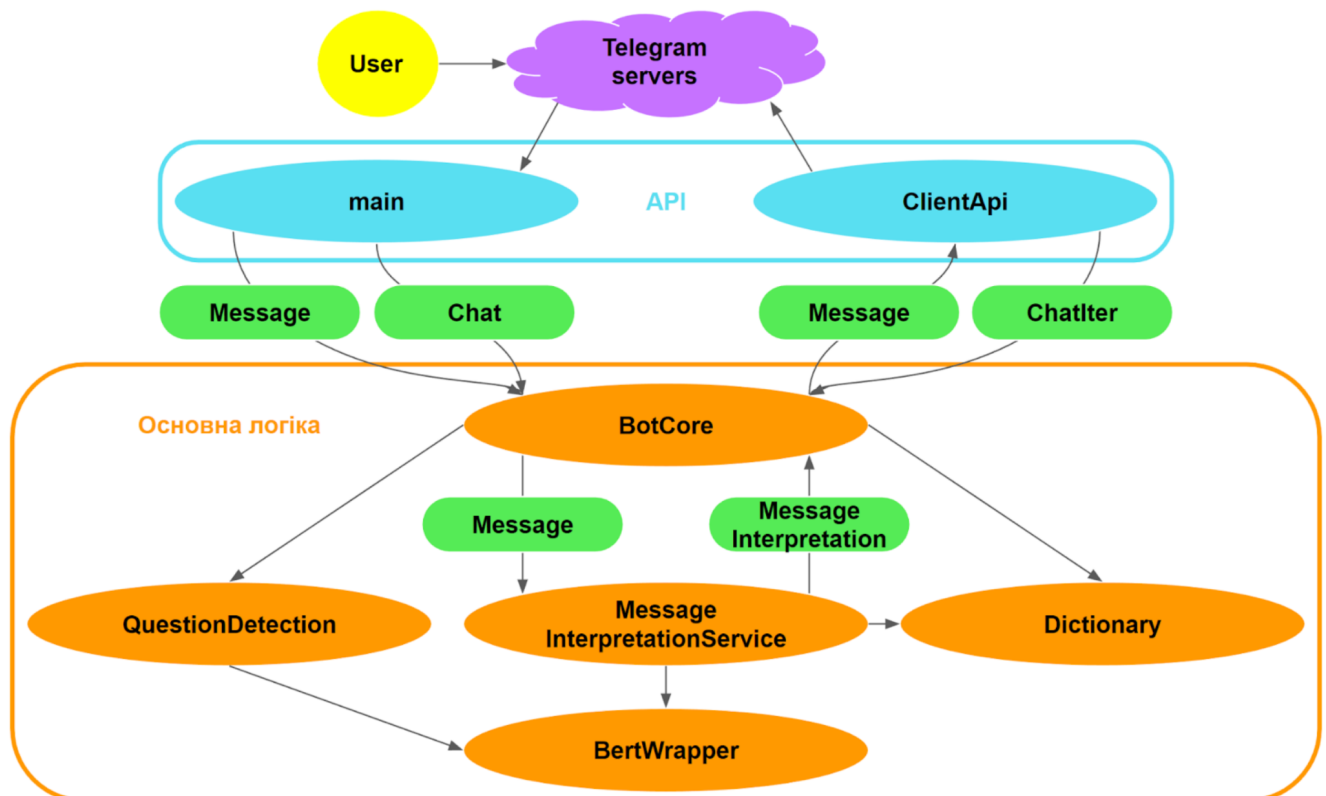 User
Telegram
servers
main
API
ClientApi
Message
Chat
Message
ChatIter
Основна логіка
BotCore
Message
Message
Interpretation
QuestionDetection
Message
InterpretationService
Dictionary
BertWrapper